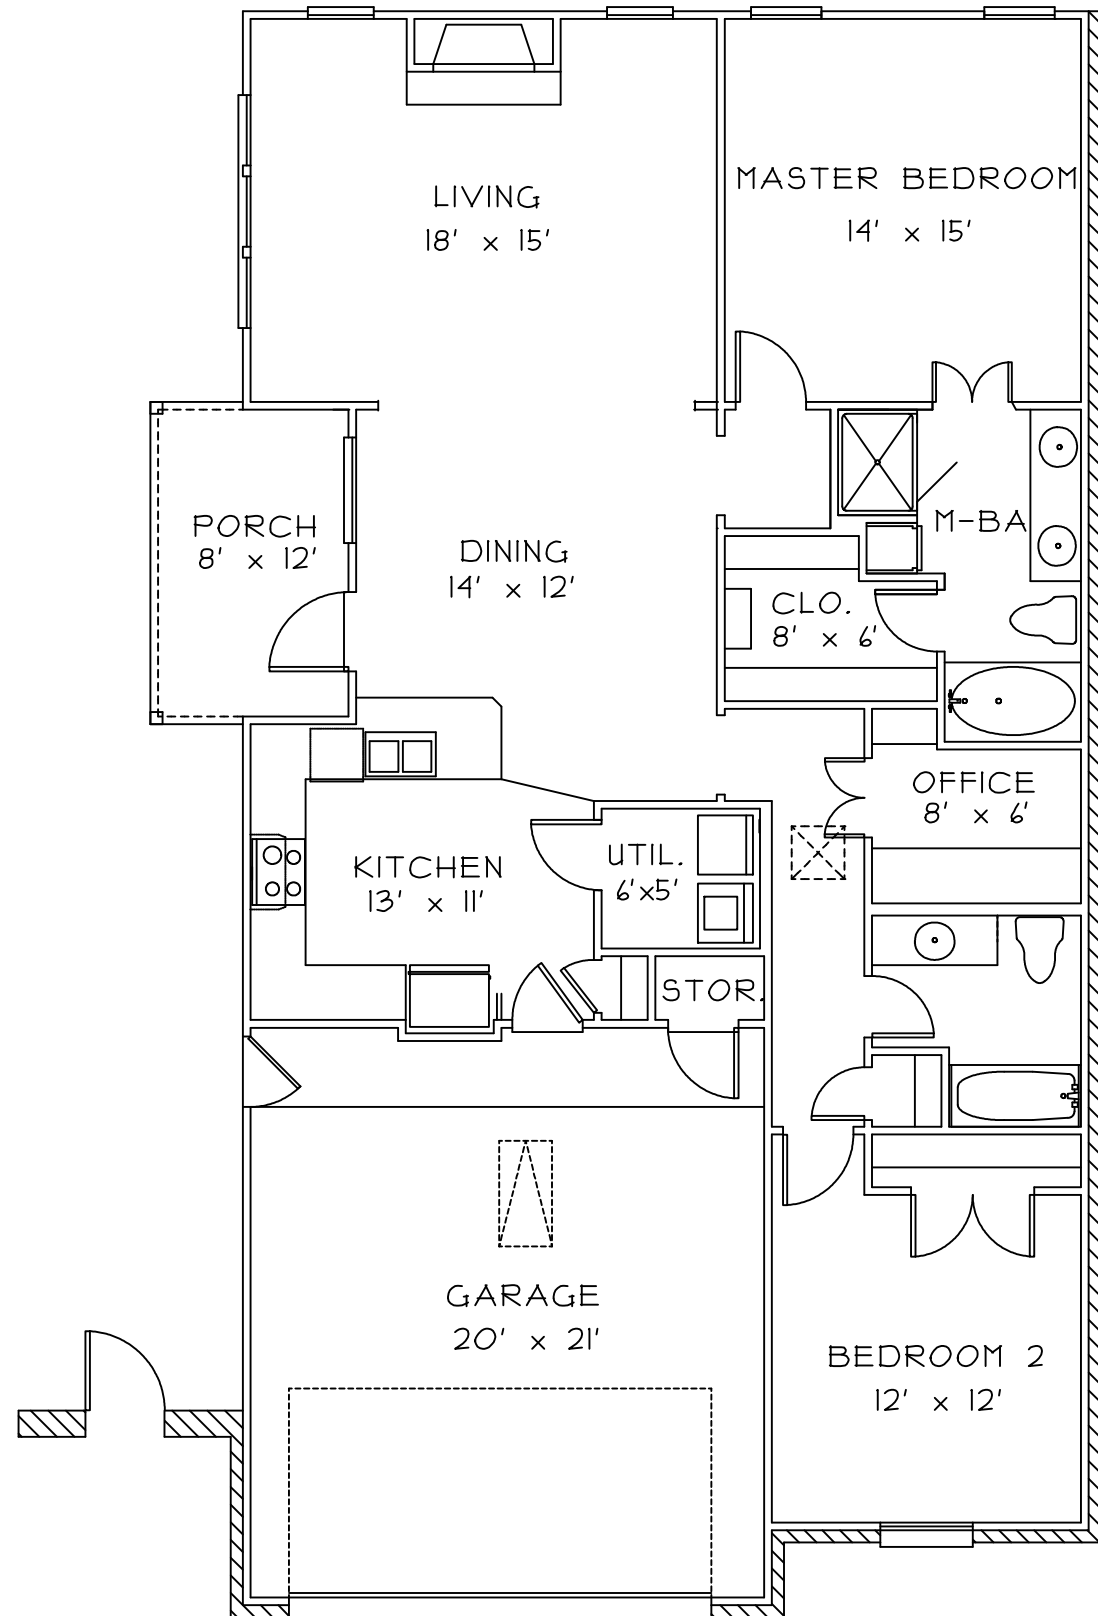 LIVING
18' x 15'
MASTER BEDROOM
14' x 15'
PORCH
8' x 12'
DINING
14' x 12'
M-BA
CLO.
8' x 6'
OFFICE
8' x 6'
KITCHEN
13' x 11'
UTIL.
6'x5'
STOR.
GARAGE
20' x 21'
BEDROOM 2
12' x 12'